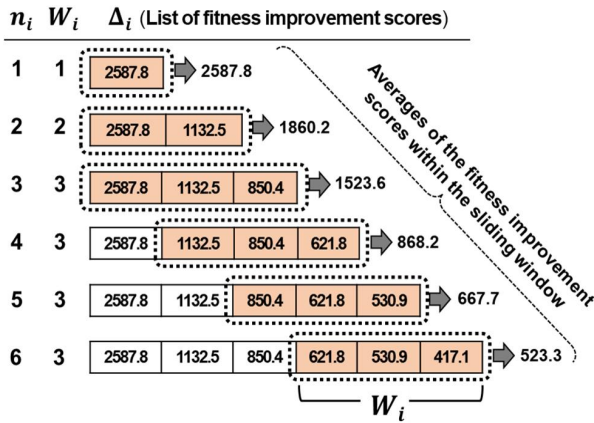 nᵢ Wᵢ Δᵢ (List of fitness improvement scores)
1 1 2587.8 2587.8
2 2 2587.8 1132.5 1860.2
3 3 2587.8 1132.5 850.4 1523.6
4 3 2587.8 1132.5 850.4 621.8 868.2
5 3 2587.8 1132.5 850.4 621.8 530.9 667.7
6 3 2587.8 1132.5 850.4 621.8 530.9 417.1 523.3
Wᵢ
Averages of the fitness improvement
scores within the sliding window